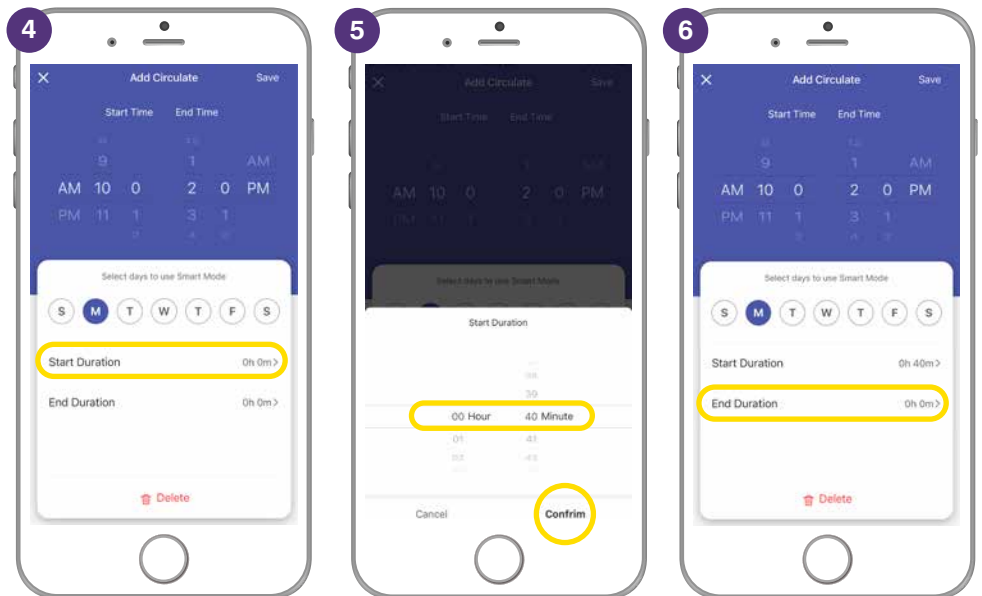 4
Add Circulate Save
Start Time End Time
9 1 AM
AM 10 0 2 0 PM
PM 11 1 3 1
Select days to use Smart Mode
S M T W T F S
Start Duration 0h 0m >
End Duration 0h 0m >
Delete
5
Add Circulate Save
Start Time End Time
AM 10 0 2 0 PM
Select days to use Smart Mode
Start Duration
39
00 Hour 40 Minute
01 41
02 42
Cancel Confrim
6
Add Circulate Save
Start Time End Time
9 1 AM
AM 10 0 2 0 PM
PM 11 1 3 1
Select days to use Smart Mode
S M T W T F S
Start Duration 0h 40m >
End Duration 0h 0m >
Delete